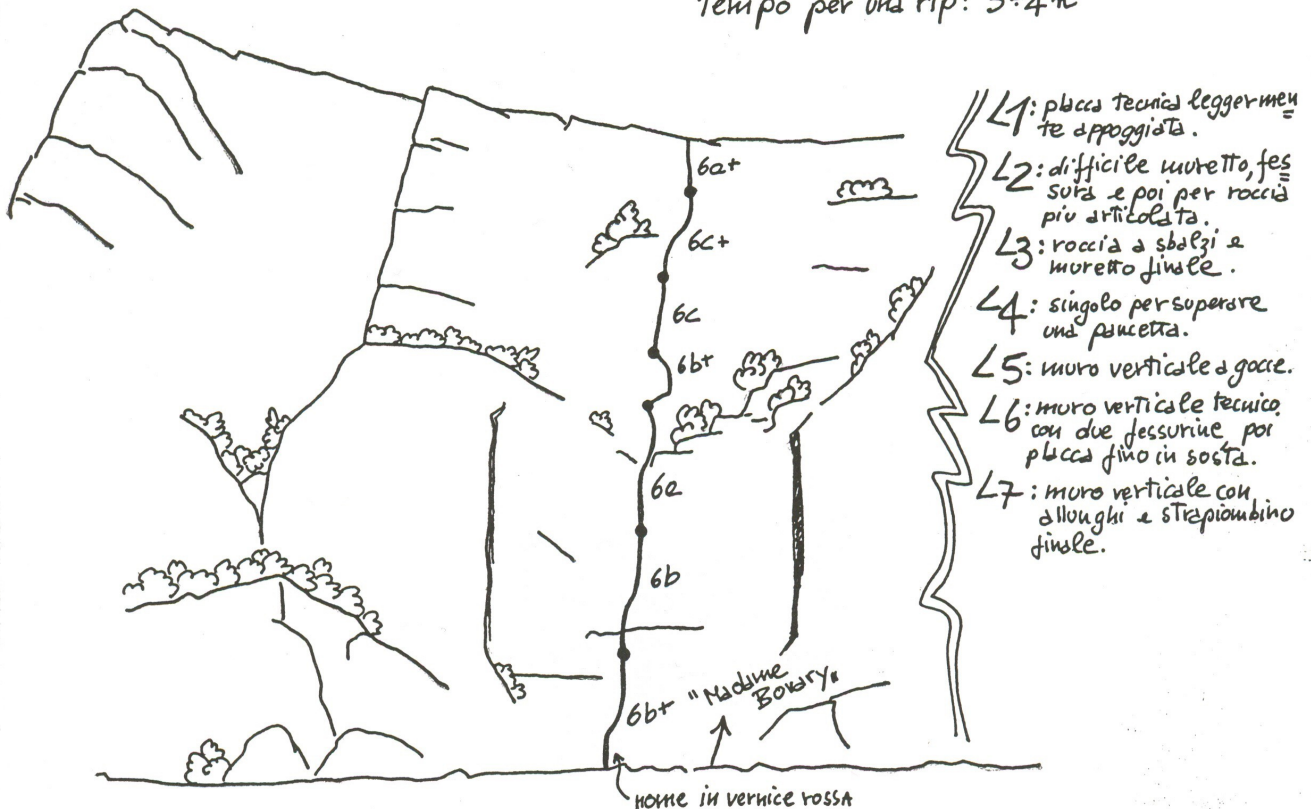 Tempo per una rip: 3÷4h
L1: placca tecnica leggermen
te appoggiata.
L2: difficile muretto, fes
sura e poi per roccia
più articolata.
L3: roccia a sbalzi e
muretto finale.
L4: singolo per superare
una pancetta.
L5: muro verticale a gocce.
L6: muro verticale tecnico
con due fessurine poi
placca fino in sosta.
L7: muro verticale con
allunghi e strapiombino
finale.
6a+
6c+
6c
6b+
6a
6b
6b+
"Madame
Bovary"
nome in vernice rossa